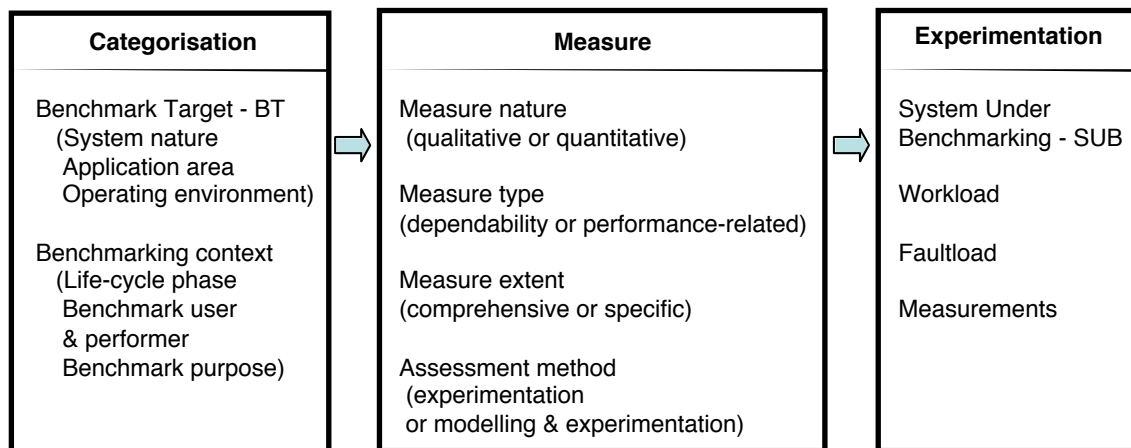 Categorisation
Benchmark Target - BT
(System nature
Application area
Operating environment)
Benchmarking context
(Life-cycle phase
Benchmark user
& performer
Benchmark purpose)
Measure
Measure nature
(qualitative or quantitative)
Measure type
(dependability or performance-related)
Measure extent
(comprehensive or specific)
Assessment method
(experimentation
or modelling & experimentation)
Experimentation
System Under
Benchmarking - SUB
Workload
Faultload
Measurements